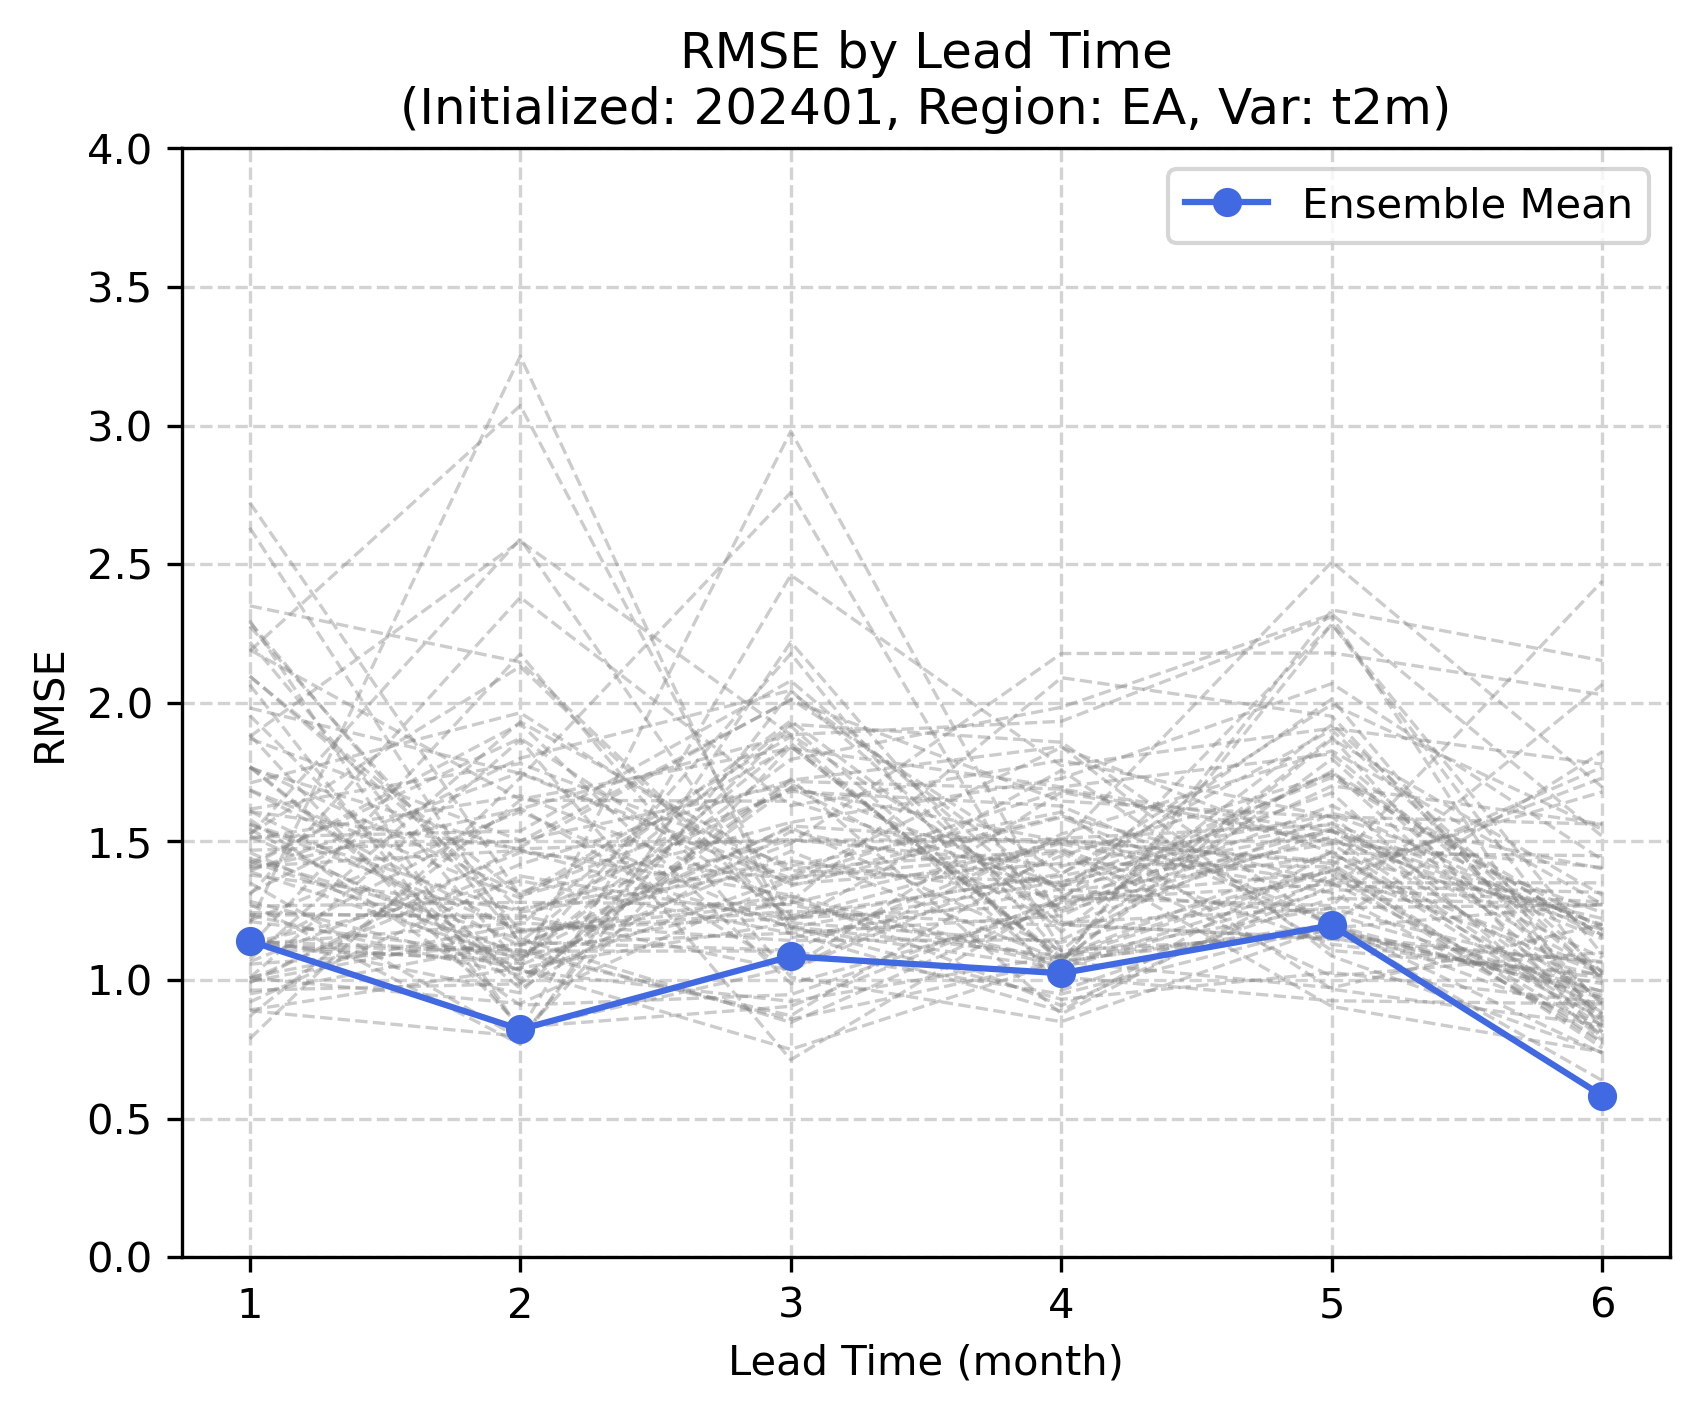 RMSE by Lead Time
(Initialized: 202401, Region: EA, Var: t2m)
Ensemble Mean
RMSE
4.0
3.5
3.0
2.5
2.0
1.5
1.0
0.5
0.0
1 2 3 4 5 6
Lead Time (month)